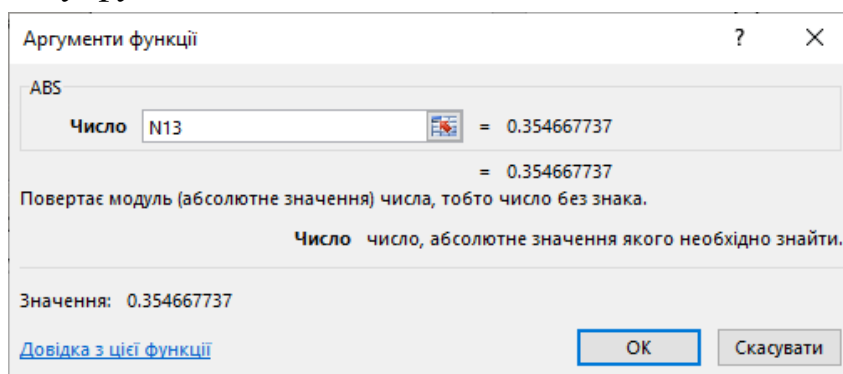 Аргументи функції ? ×
ABS
Число N13 = 0.354667737
= 0.354667737
Повертає модуль (абсолютне значення) числа, тобто число без знака.
Число число, абсолютне значення якого необхідно знайти.
Значення: 0.354667737
Довідка з цієї функції OK Скасувати